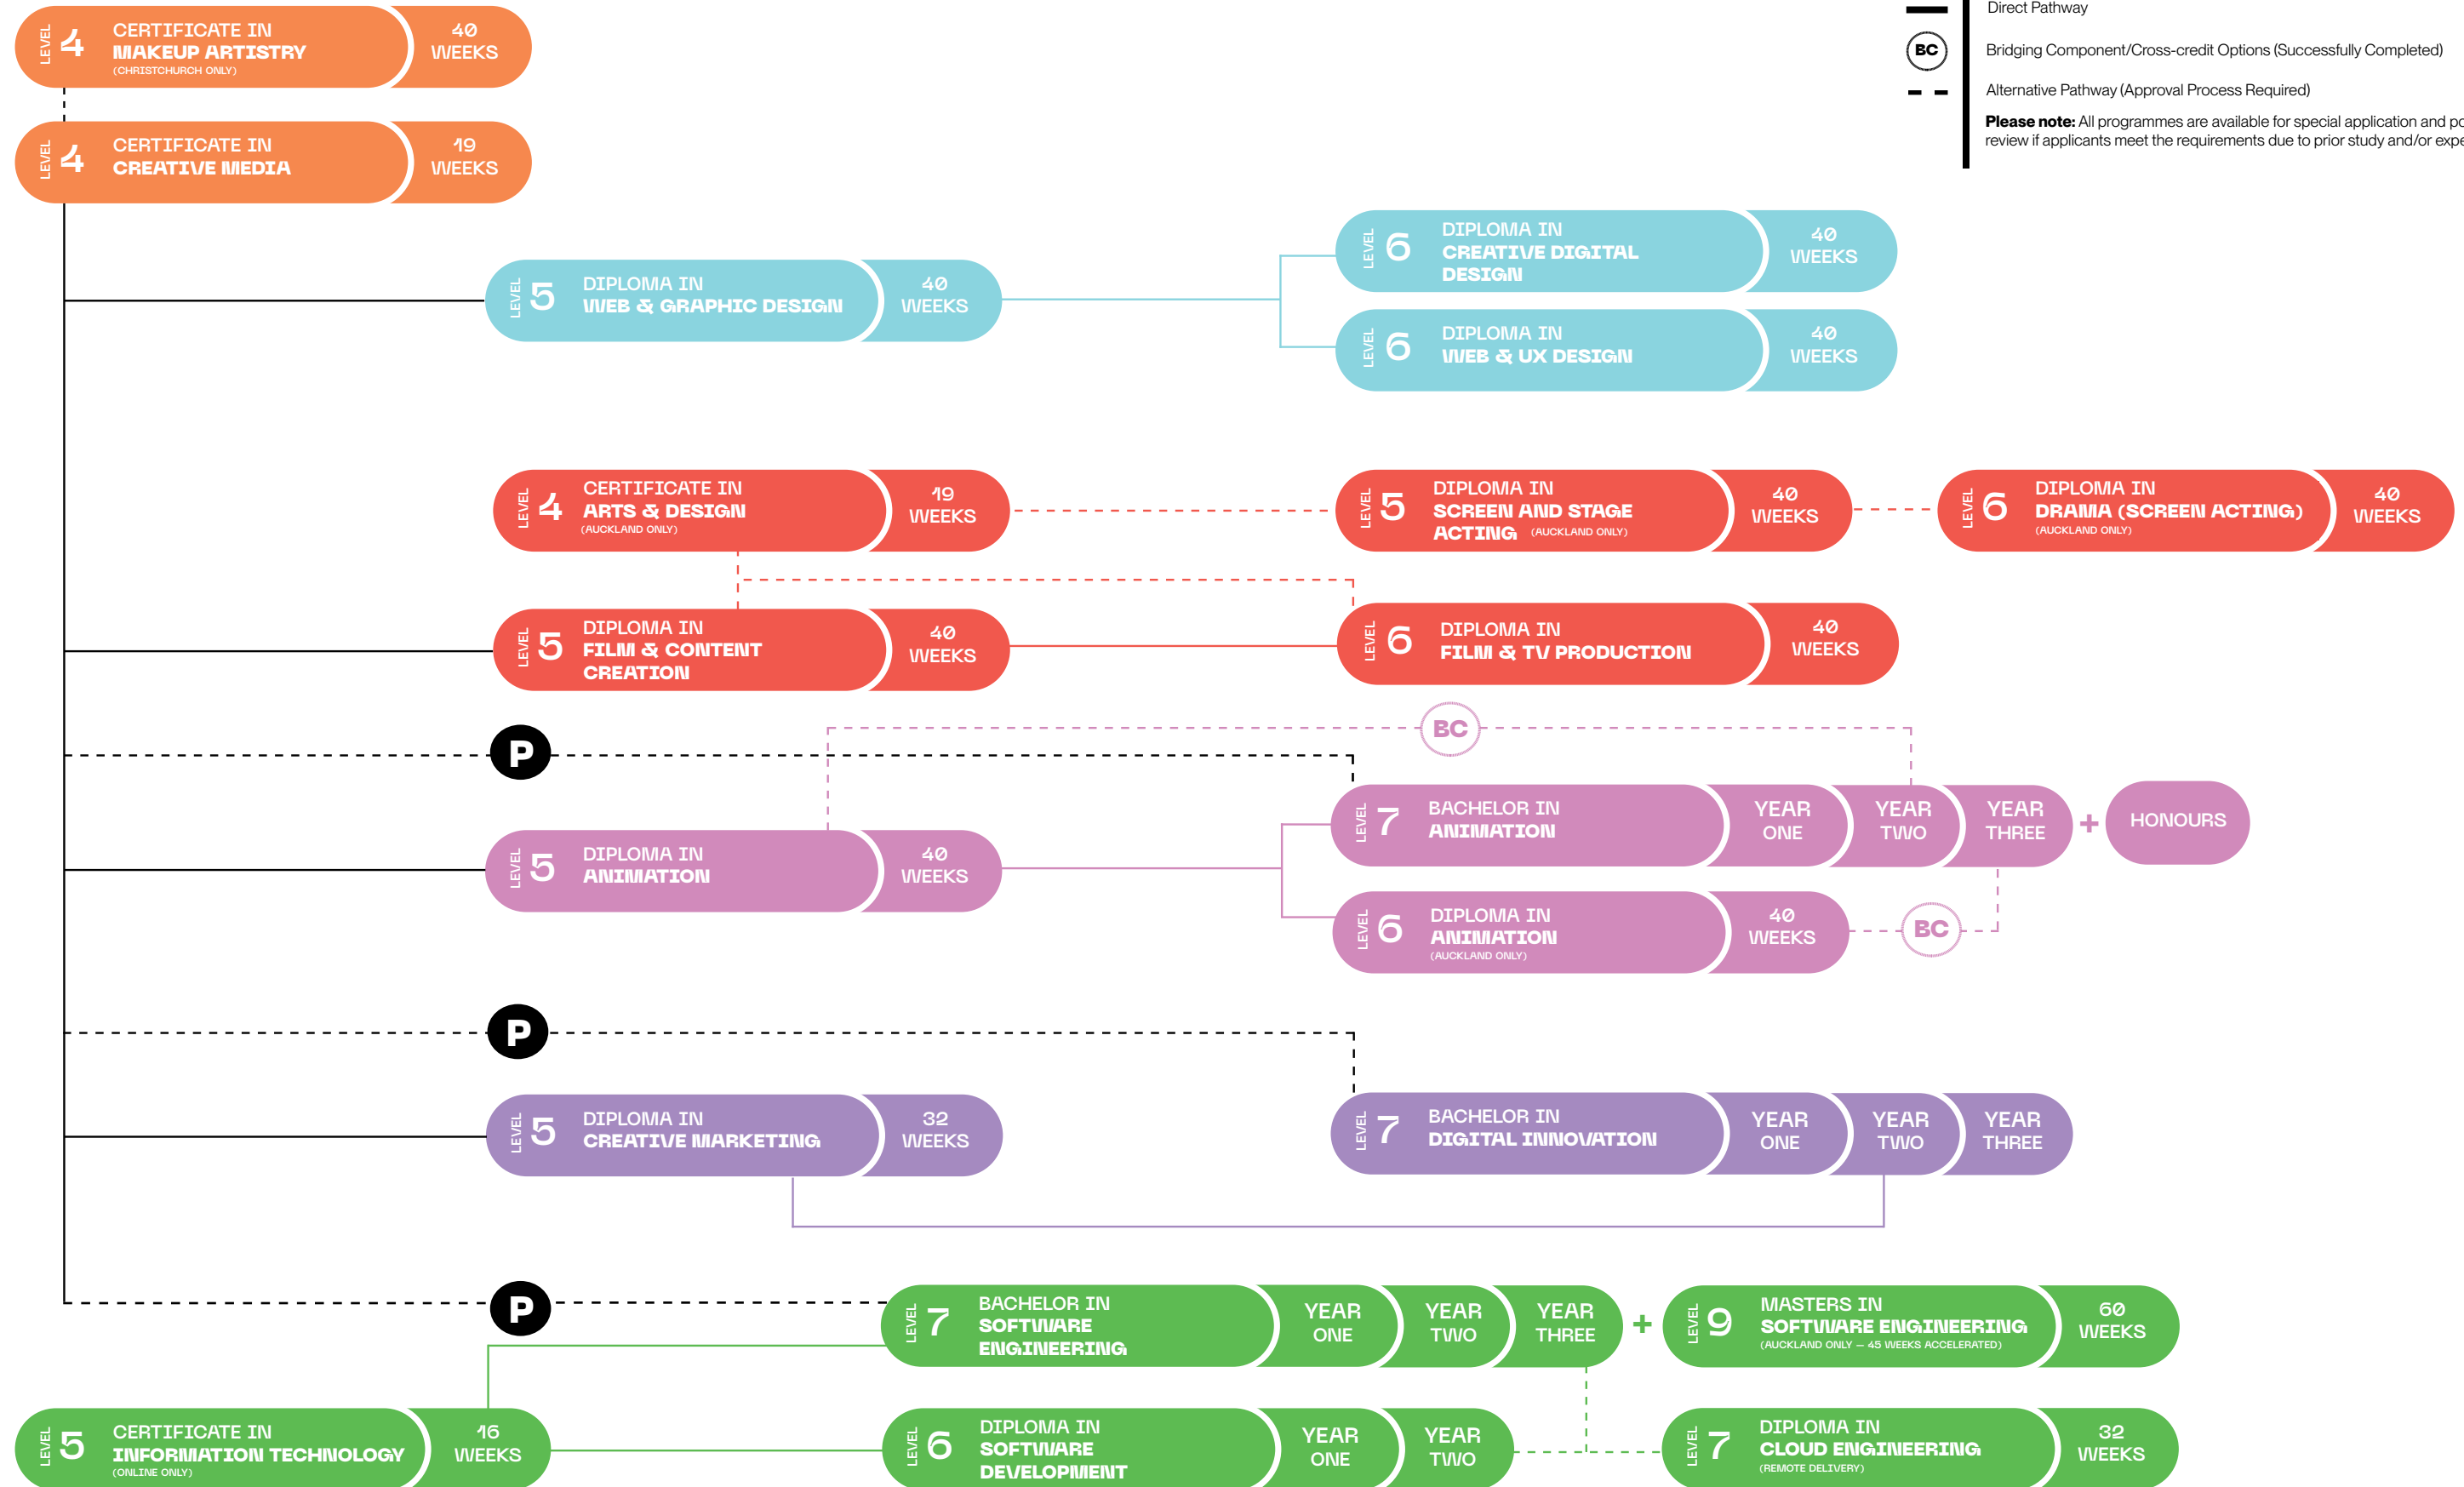 Direct Pathway
BC
Bridging Component/Cross-credit Options (Successfully Completed)
Alternative Pathway (Approval Process Required)
Please note: All programmes are available for special application and
review if applicants meet the requirements due to prior study and/or
LEVEL 4
CERTIFICATE IN
MAKEUP ARTISTRY
(CHRISTCHURCH ONLY)
40
WEEKS
LEVEL 4
CERTIFICATE IN
CREATIVE MEDIA
19
WEEKS
LEVEL 5
DIPLOMA IN
WEB & GRAPHIC DESIGN
40
WEEKS
LEVEL 6
DIPLOMA IN
CREATIVE DIGITAL
DESIGN
40
WEEKS
LEVEL 6
DIPLOMA IN
WEB & UX DESIGN
40
WEEKS
LEVEL 4
CERTIFICATE IN
ARTS & DESIGN
(AUCKLAND ONLY)
19
WEEKS
LEVEL 5
DIPLOMA IN
SCREEN AND STAGE
ACTING (AUCKLAND ONLY)
40
WEEKS
LEVEL 6
DIPLOMA IN
DRAMA (SCREEN ACTING)
(AUCKLAND ONLY)
40
WEEKS
LEVEL 5
DIPLOMA IN
FILM & CONTENT
CREATION
40
WEEKS
LEVEL 6
DIPLOMA IN
FILM & TV PRODUCTION
40
WEEKS
BC
P
LEVEL 7
BACHELOR IN
ANIMATION
YEAR
ONE
YEAR
TWO
YEAR
THREE
+
HONOURS
LEVEL 5
DIPLOMA IN
ANIMATION
40
WEEKS
LEVEL 6
DIPLOMA IN
ANIMATION
(AUCKLAND ONLY)
40
WEEKS
BC
P
LEVEL 5
DIPLOMA IN
CREATIVE MARKETING
32
WEEKS
LEVEL 7
BACHELOR IN
DIGITAL INNOVATION
YEAR
ONE
YEAR
TWO
YEAR
THREE
P
LEVEL 7
BACHELOR IN
SOFTWARE
ENGINEERING
YEAR
ONE
YEAR
TWO
YEAR
THREE
+
LEVEL 9
MASTERS IN
SOFTWARE ENGINEERING
(AUCKLAND ONLY – 45 WEEKS ACCELERATED)
60
WEEKS
LEVEL 5
CERTIFICATE IN
INFORMATION TECHNOLOGY
(ONLINE ONLY)
16
WEEKS
LEVEL 6
DIPLOMA IN
SOFTWARE
DEVELOPMENT
YEAR
ONE
YEAR
TWO
LEVEL 7
DIPLOMA IN
CLOUD ENGINEERING
(REMOTE DELIVERY)
32
WEEKS